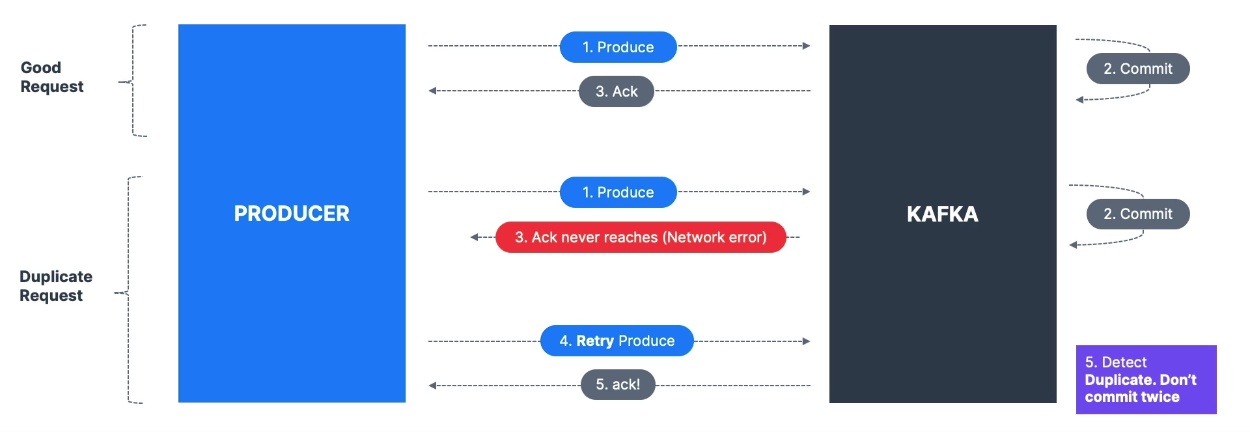 Good
Request
1. Produce
3. Ack
2. Commit
PRODUCER
KAFKA
Duplicate
Request
1. Produce
3. Ack never reaches (Network error)
2. Commit
4. Retry Produce
5. ack!
5. Detect
Duplicate. Don't
commit twice